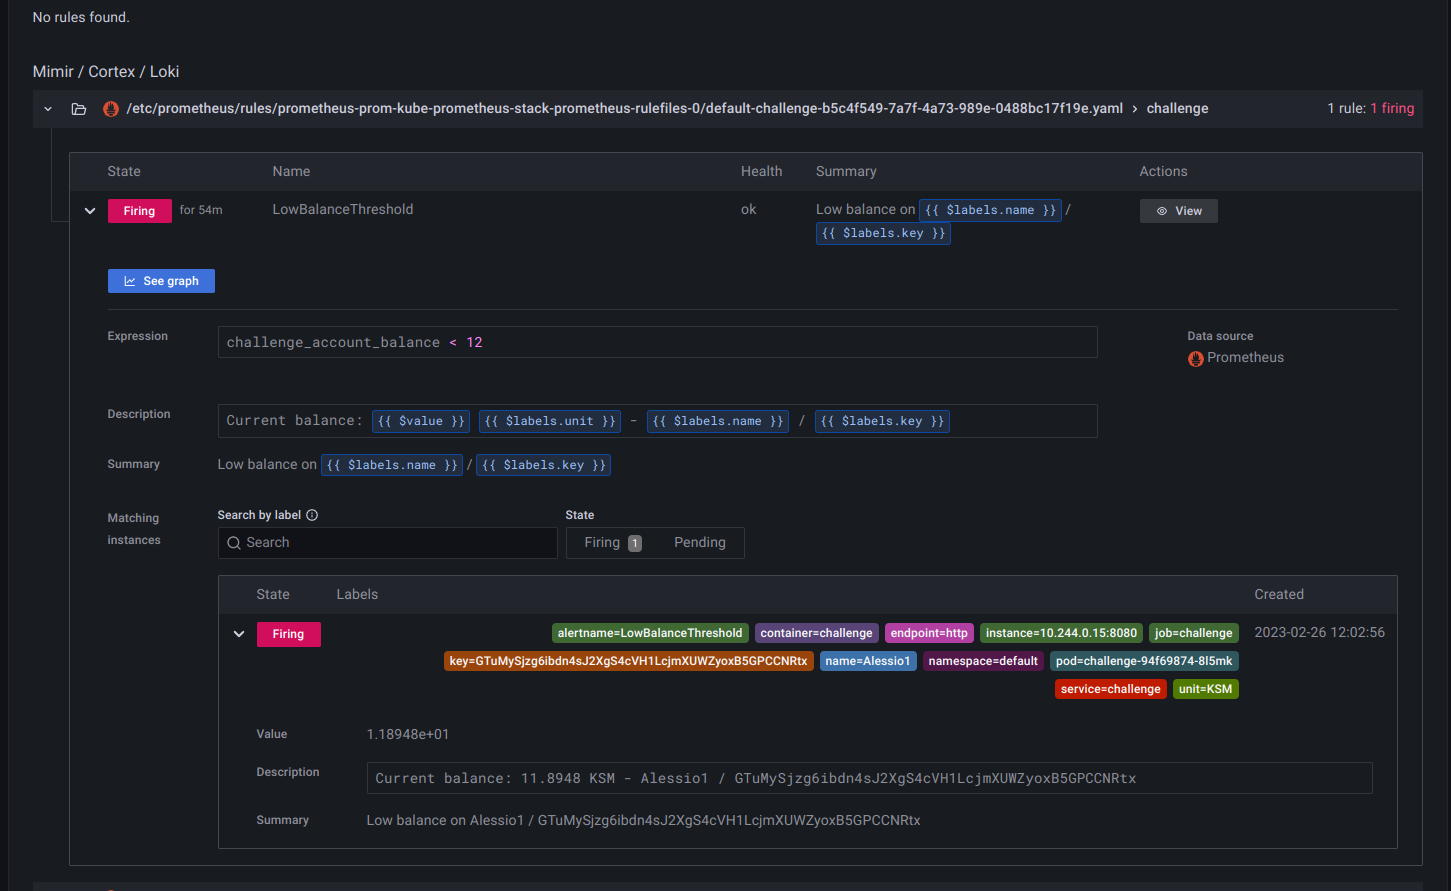 No rules found.
Mimir / Cortex / Loki
/etc/prometheus/rules/prometheus-prom-kube-prometheus-stack-prometheus-rulefiles-0/default-challenge-b5c4f549-7a7f-4a73-989e-0488bc17f19e.yaml > challenge 1 rule: 1 firing
State Name Health Summary Actions
Firing for 54m LowBalanceThreshold ok Low balance on {{ $labels.name }} / View
{{ $labels.key }}
See graph
Expression challenge_account_balance < 12 Data source
Prometheus
Description Current balance: {{ $value }} {{ $labels.unit }} - {{ $labels.name }} / {{ $labels.key }}
Summary Low balance on {{ $labels.name }} / {{ $labels.key }}
Matching instances
Search by label State
Search Firing 1 Pending
State Labels Created
Firing alertname=LowBalanceThreshold container=challenge endpoint=http instance=10.244.0.15:8080 job=challenge 2023-02-26 12:02:56
key=GTuMySjzg6ibdn4sJ2XgS4cVH1LcjmXUWZyoxB5GPCCNRtx name=Alessio1 namespace=default pod=challenge-94f69874-8l5mk
service=challenge unit=KSM
Value 1.18948e+01
Description Current balance: 11.8948 KSM - Alessio1 / GTuMySjzg6ibdn4sJ2XgS4cVH1LcjmXUWZyoxB5GPCCNRtx
Summary Low balance on Alessio1 / GTuMySjzg6ibdn4sJ2XgS4cVH1LcjmXUWZyoxB5GPCCNRtx